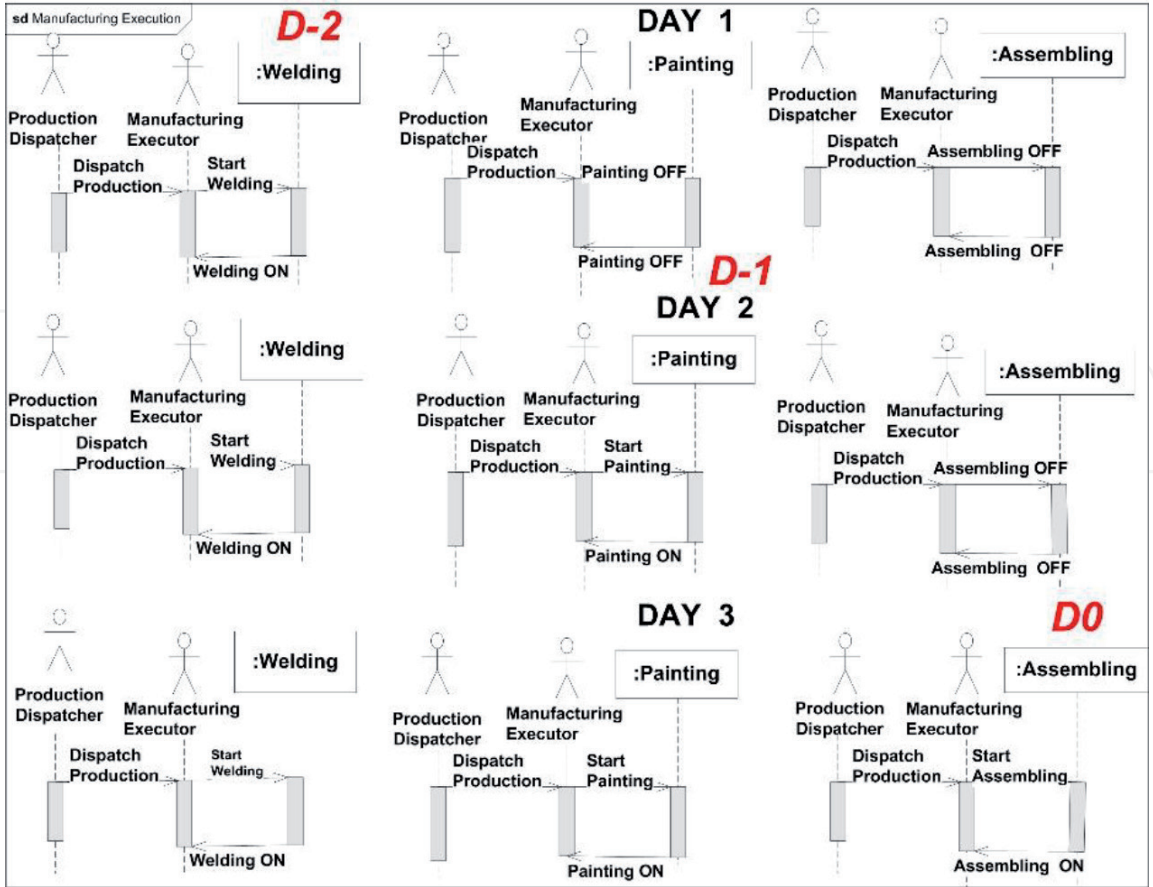 sd Manufacturing Execution
D-2
DAY 1
:Welding
:Painting
:Assembling
Production
Dispatcher
Manufacturing
Executor
Production
Dispatcher
Manufacturing
Executor
Production
Dispatcher
Manufacturing
Executor
Dispatch
Production
Start
Welding
Dispatch
Production
Painting OFF
Dispatch
Production
Assembling OFF
Welding ON
Painting OFF
Assembling OFF
D-1
DAY 2
:Welding
:Painting
:Assembling
Production
Dispatcher
Manufacturing
Executor
Production
Dispatcher
Manufacturing
Executor
Production
Dispatcher
Manufacturing
Executor
Dispatch
Production
Start
Welding
Dispatch
Production
Start
Painting
Dispatch
Production
Assembling OFF
Welding ON
Painting ON
Assembling OFF
DAY 3
D0
:Welding
:Painting
:Assembling
Production
Dispatcher
Manufacturing
Executor
Production
Dispatcher
Manufacturing
Executor
Production
Dispatcher
Manufacturing
Executor
Dispatch
Production
Start
Welding
Dispatch
Production
Start
Painting
Dispatch
Production
Start
Assembling
Welding ON
Painting ON
Assembling ON